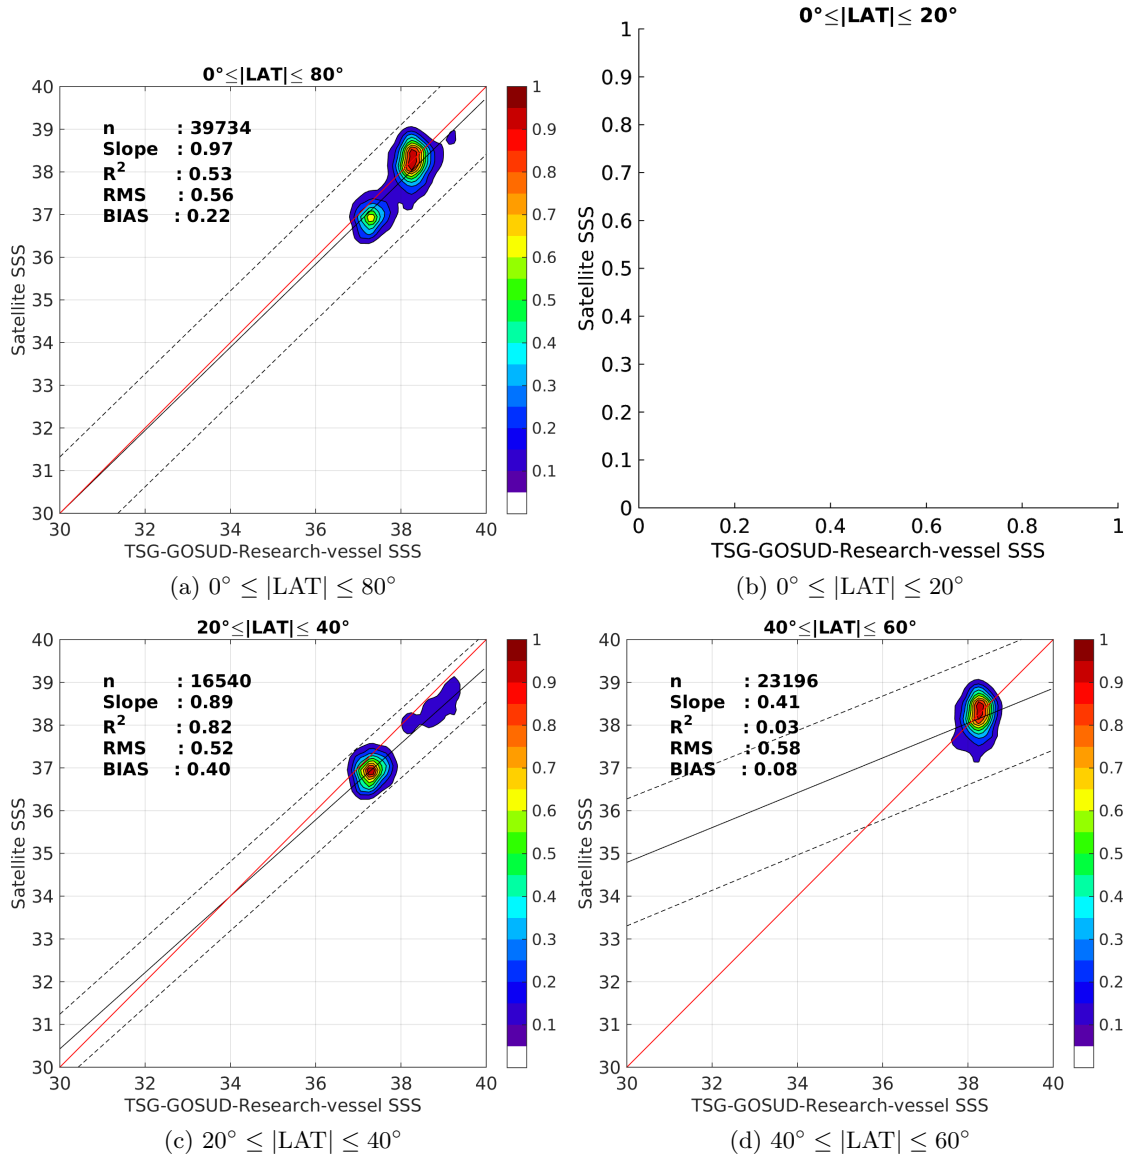 0°≤|LAT|≤ 80°
40
39
38
37
36
35
34
33
32
31
30
30 32 34 36 38 40
Satellite SSS
TSG-GOSUD-Research-vessel SSS
n : 39734
Slope : 0.97
R² : 0.53
RMS : 0.56
BIAS : 0.22
1
0.9
0.8
0.7
0.6
0.5
0.4
0.3
0.2
0.1
(a) 0° ≤ |LAT| ≤ 80°
0°≤|LAT|≤ 20°
1
0.9
0.8
0.7
0.6
0.5
0.4
0.3
0.2
0.1
0
0 0.2 0.4 0.6 0.8 1
Satellite SSS
TSG-GOSUD-Research-vessel SSS
(b) 0° ≤ |LAT| ≤ 20°
20°≤|LAT|≤ 40°
40
39
38
37
36
35
34
33
32
31
30
30 32 34 36 38 40
Satellite SSS
TSG-GOSUD-Research-vessel SSS
n : 16540
Slope : 0.89
R² : 0.82
RMS : 0.52
BIAS : 0.40
1
0.9
0.8
0.7
0.6
0.5
0.4
0.3
0.2
0.1
(c) 20° ≤ |LAT| ≤ 40°
40°≤|LAT|≤ 60°
40
39
38
37
36
35
34
33
32
31
30
30 32 34 36 38 40
Satellite SSS
TSG-GOSUD-Research-vessel SSS
n : 23196
Slope : 0.41
R² : 0.03
RMS : 0.58
BIAS : 0.08
1
0.9
0.8
0.7
0.6
0.5
0.4
0.3
0.2
0.1
(d) 40° ≤ |LAT| ≤ 60°